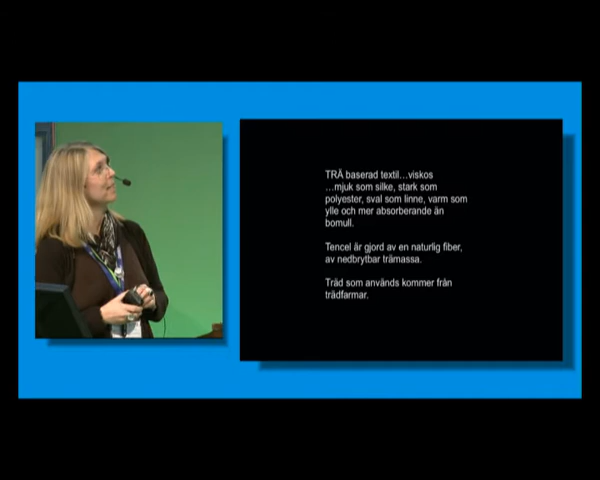 TRÄ baserad textil…viskos
…mjuk som silke, stark som
polyester, sval som linne, varm som
ylle och mer absorberande än
bomull.
Tencel är gjord av en naturlig fiber,
av nedbrytbar trämassa.
Träd som används kommer från
trädfarmar.